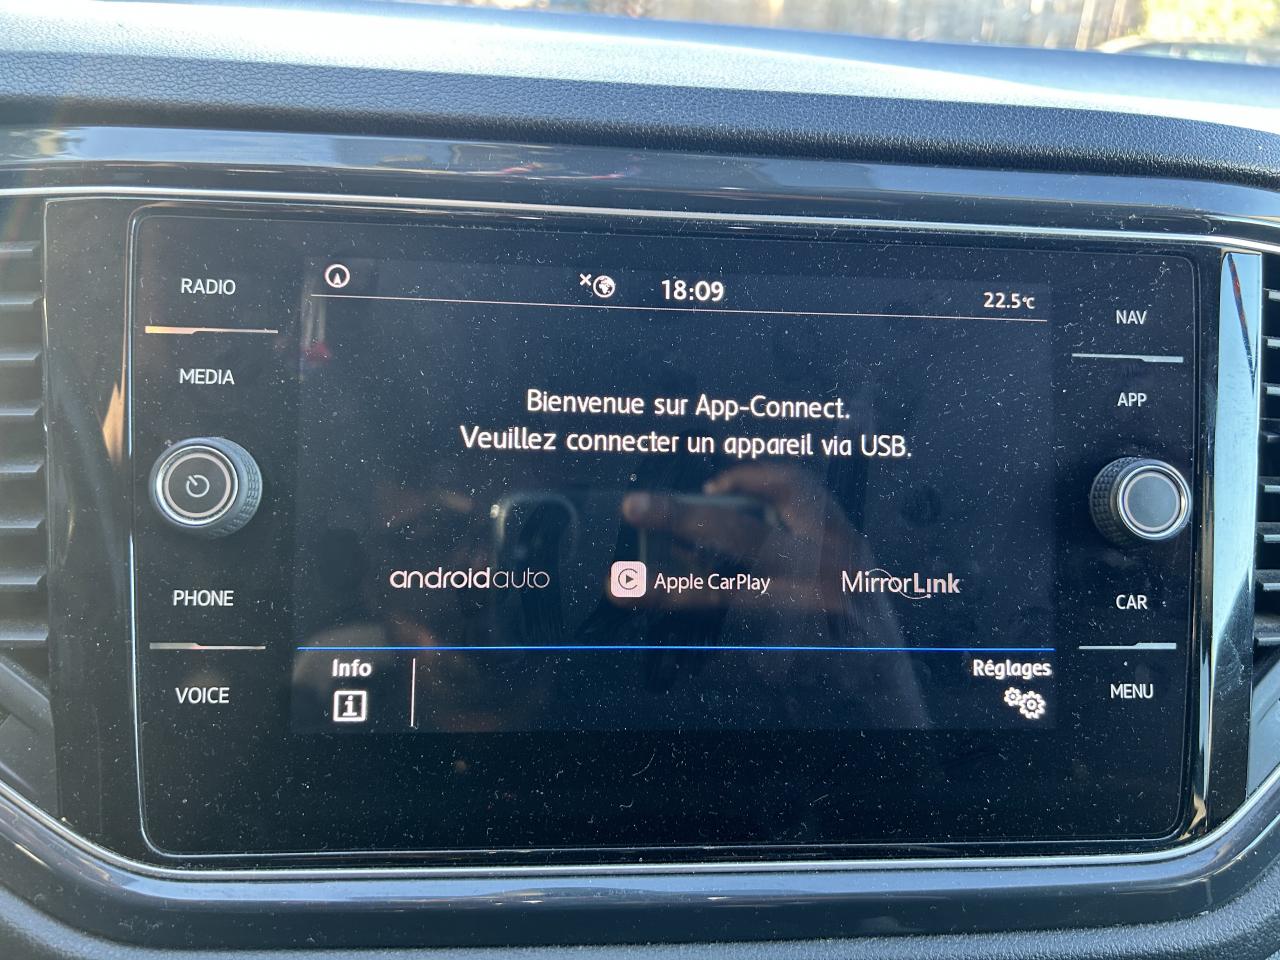 RADIO
MEDIA
PHONE
VOICE
18:09
22.5°C
Bienvenue sur App-Connect.
Veuillez connecter un appareil via USB.
androidauto
Apple CarPlay
MirrorLink
Info
Réglages
NAV
APP
CAR
MENU